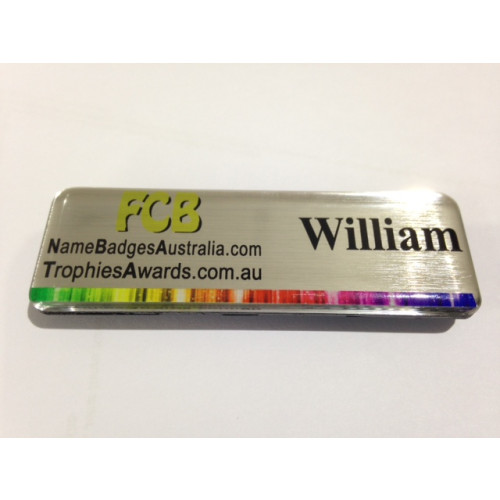 FCB
NameBadgesAustralia.com
TrophiesAwards.com.au
William